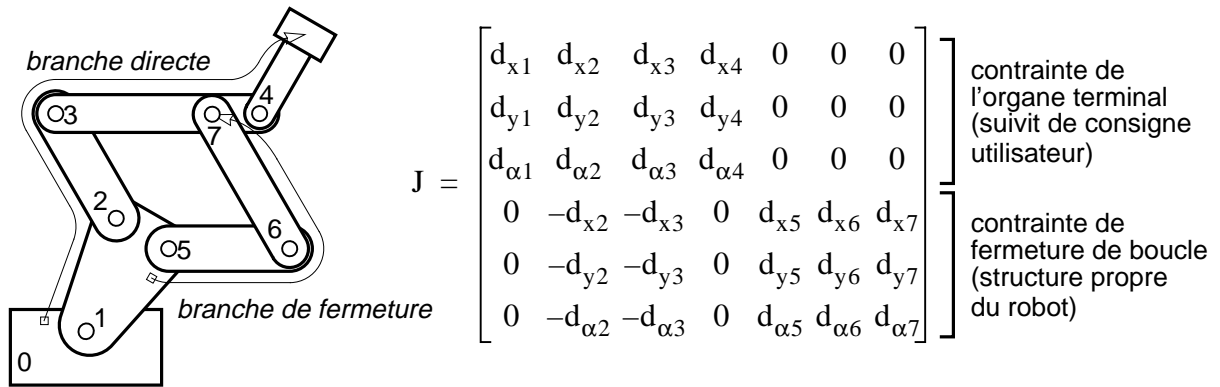 branche directe
3
4
7
2
6
5
branche de fermeture
1
0
J =
d_x1 d_x2 d_x3 d_x4 0 0 0
d_y1 d_y2 d_y3 d_y4 0 0 0
d_α1 d_α2 d_α3 d_α4 0 0 0
0 −d_x2 −d_x3 0 d_x5 d_x6 d_x7
0 −d_y2 −d_y3 0 d_y5 d_y6 d_y7
0 −d_α2 −d_α3 0 d_α5 d_α6 d_α7
contrainte de
l'organe terminal
(suivit de consigne
utilisateur)
contrainte de
fermeture de boucle
(structure propre
du robot)